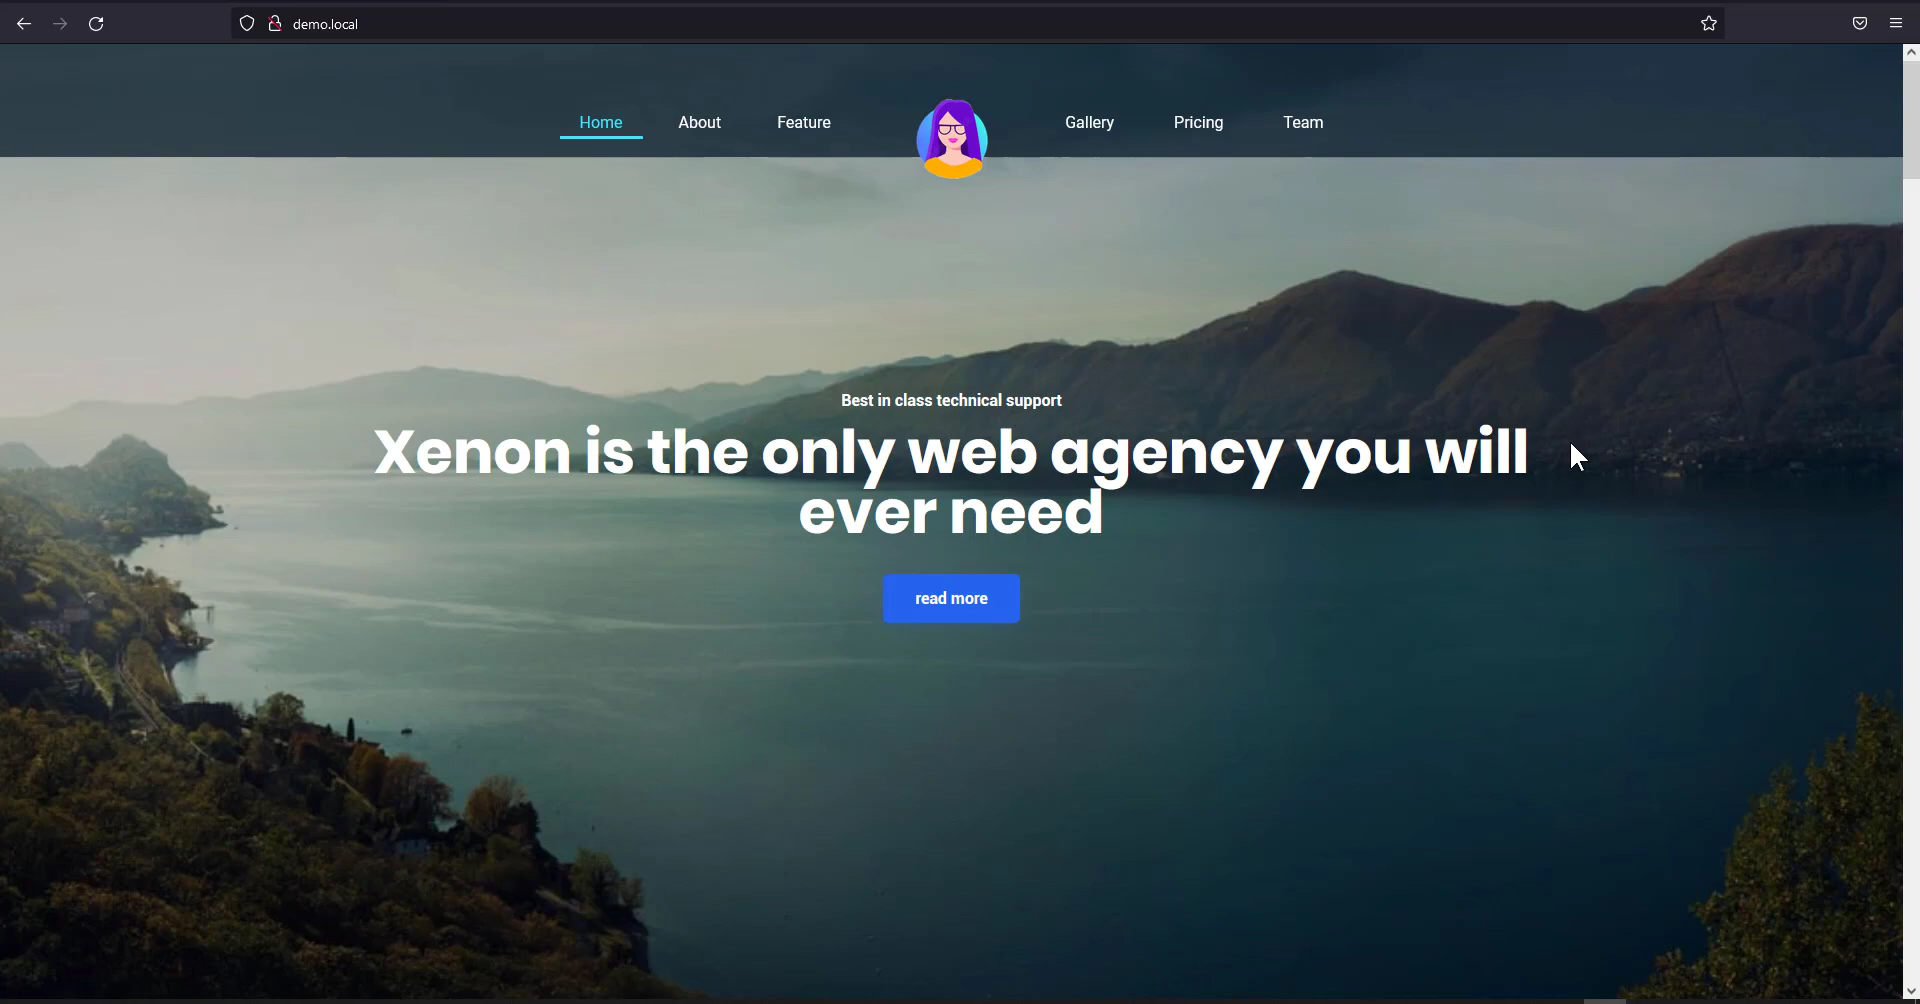 demo.local
Home About Feature Gallery Pricing Team
Best in class technical support
Xenon is the only web agency you will
ever need
read more